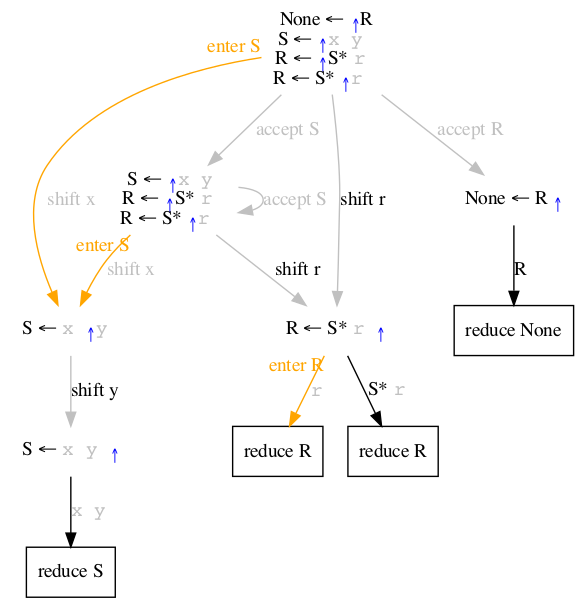 None ← ↑R
S ← ↑x y
R ← ↑S* r
R ← S* ↑r
enter S
accept S
accept R
shift x
shift r
S ← ↑x y
R ← ↑S* r
R ← S* ↑r
accept S
None ← R ↑
enter S
shift x
shift r
R
S ← x ↑y
R ← S* r ↑
reduce None
enter R
r
S* r
shift y
S ← x y ↑
reduce R
reduce R
x y
reduce S